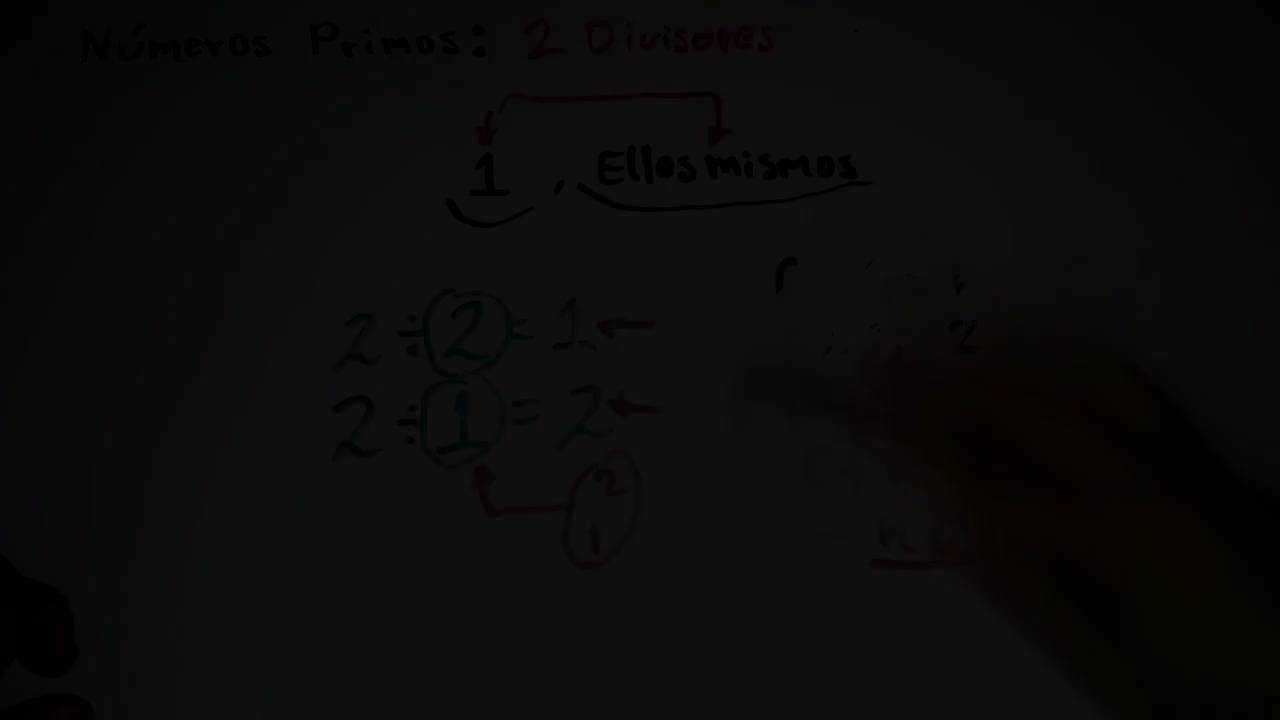 Números Primos: 2 Divisores
1 , Ellos mismos
2 ÷ 2 = 1
2 ÷ 1 = 2
2
1